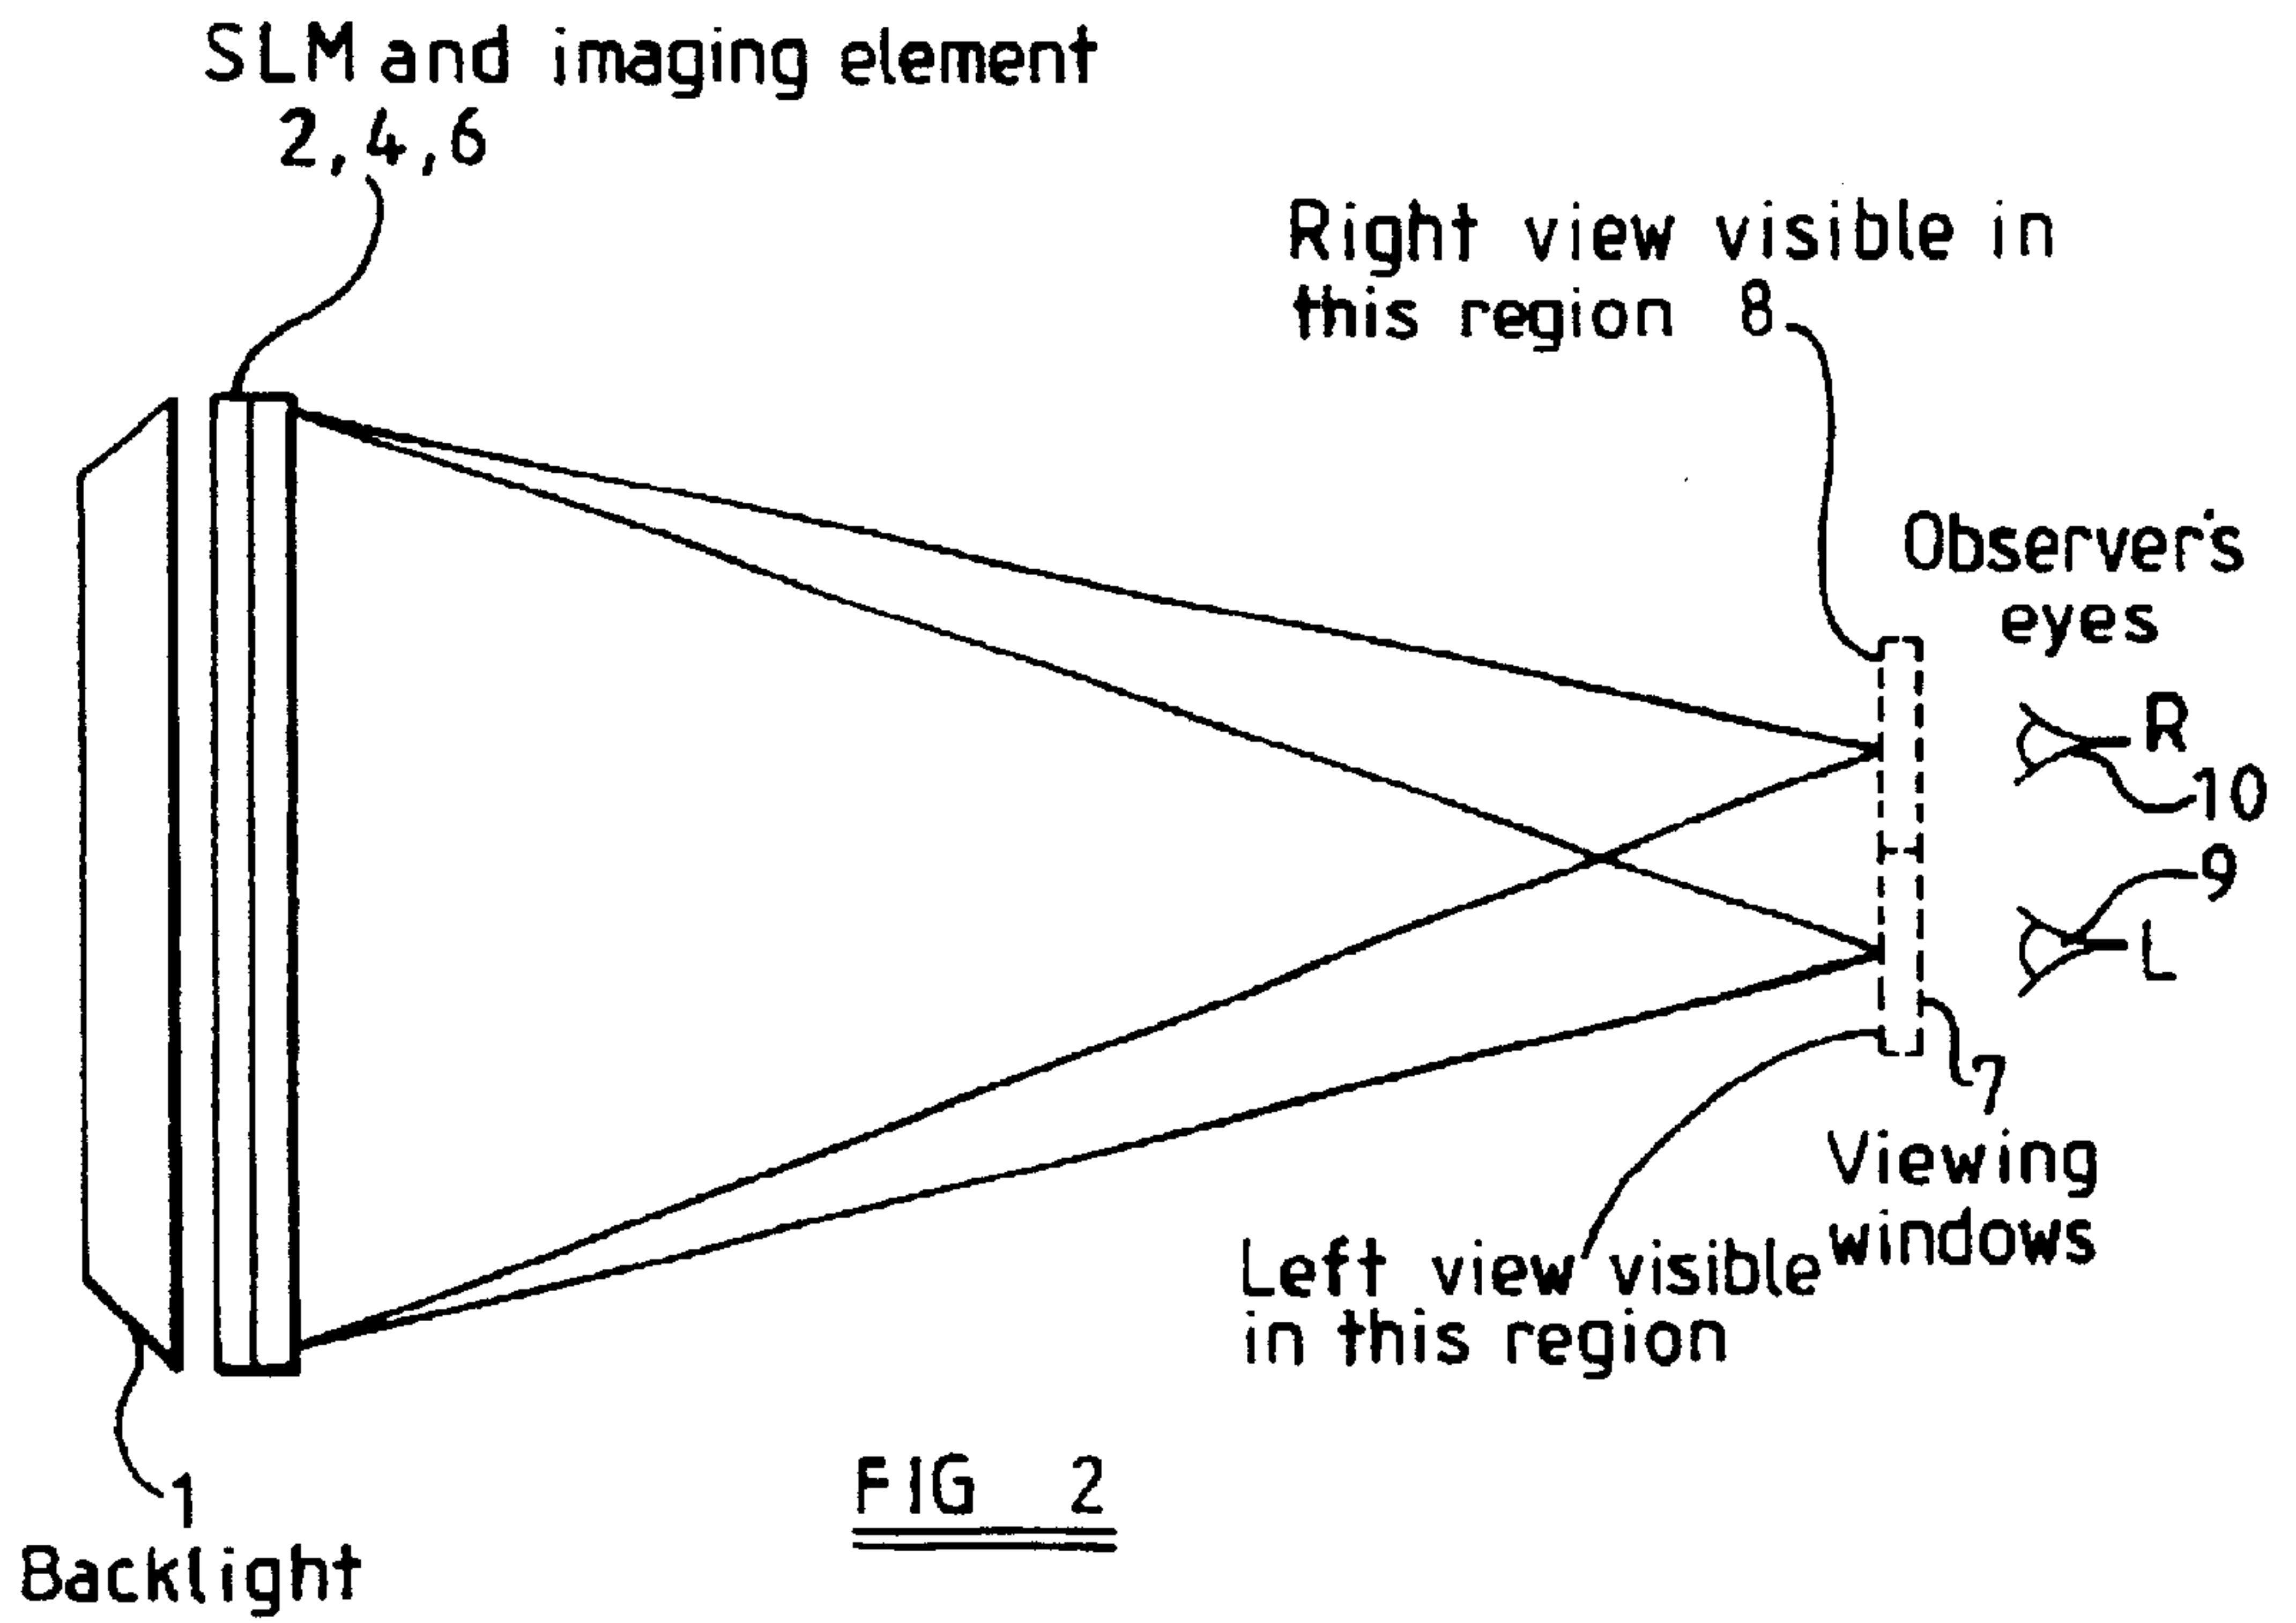 SLM and imaging element
2,4,6
Right view visible in
this region 8
Observer's
eyes
R
10
9
L
7
Viewing
windows
Left view visible
in this region
1
Backlight
FIG 2